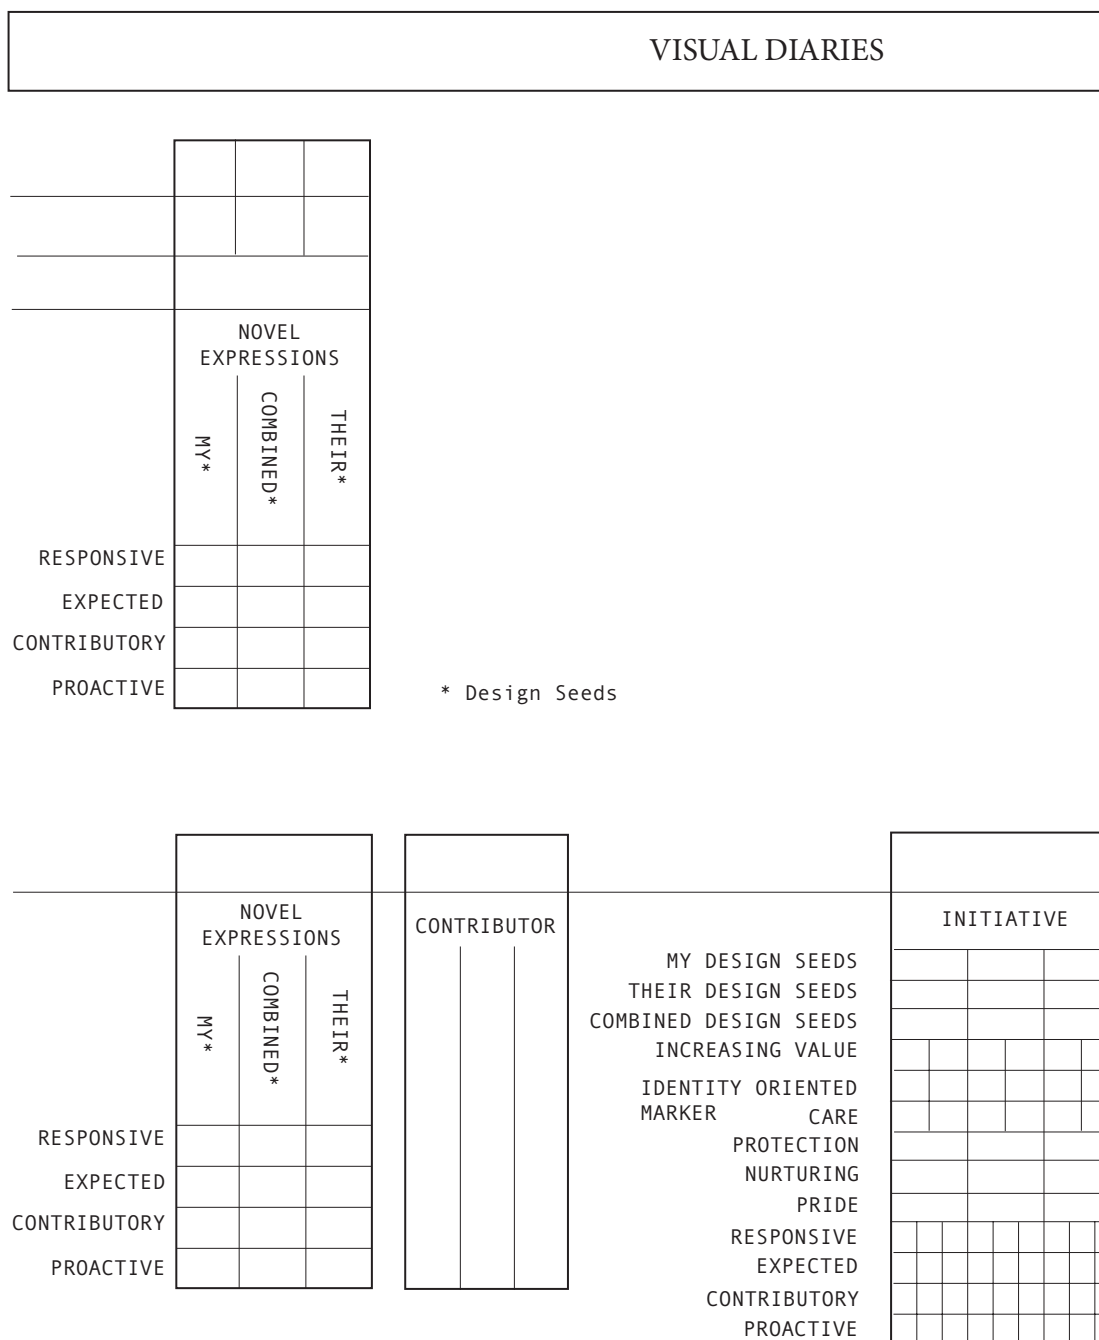 VISUAL DIARIES
NOVEL
EXPRESSIONS
MY*
COMBINED*
THEIR*
RESPONSIVE
EXPECTED
CONTRIBUTORY
PROACTIVE
* Design Seeds
NOVEL
EXPRESSIONS
MY*
COMBINED*
THEIR*
RESPONSIVE
EXPECTED
CONTRIBUTORY
PROACTIVE
CONTRIBUTOR
INITIATIVE
MY DESIGN SEEDS
THEIR DESIGN SEEDS
COMBINED DESIGN SEEDS
INCREASING VALUE
IDENTITY ORIENTED
MARKER CARE
PROTECTION
NURTURING
PRIDE
RESPONSIVE
EXPECTED
CONTRIBUTORY
PROACTIVE